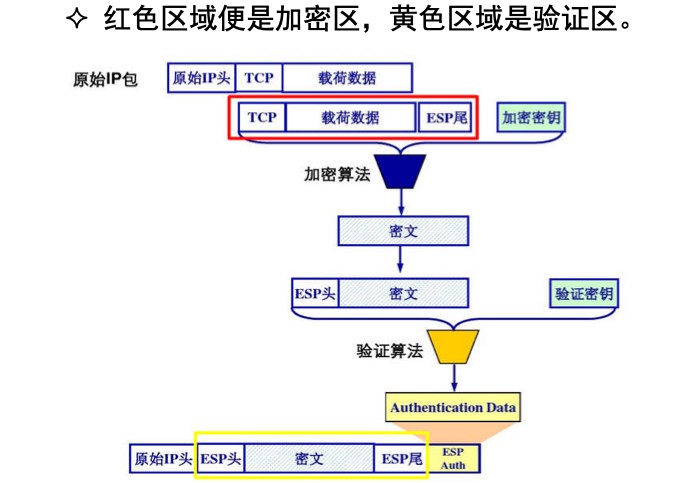 ✧ 红色区域便是加密区，黄色区域是验证区。
原始IP包 原始IP头 TCP 载荷数据
TCP 载荷数据 ESP尾 加密密钥
加密算法
密文
ESP头 密文 验证密钥
验证算法
Authentication Data
原始IP头 ESP头 密文 ESP尾 ESP
Auth